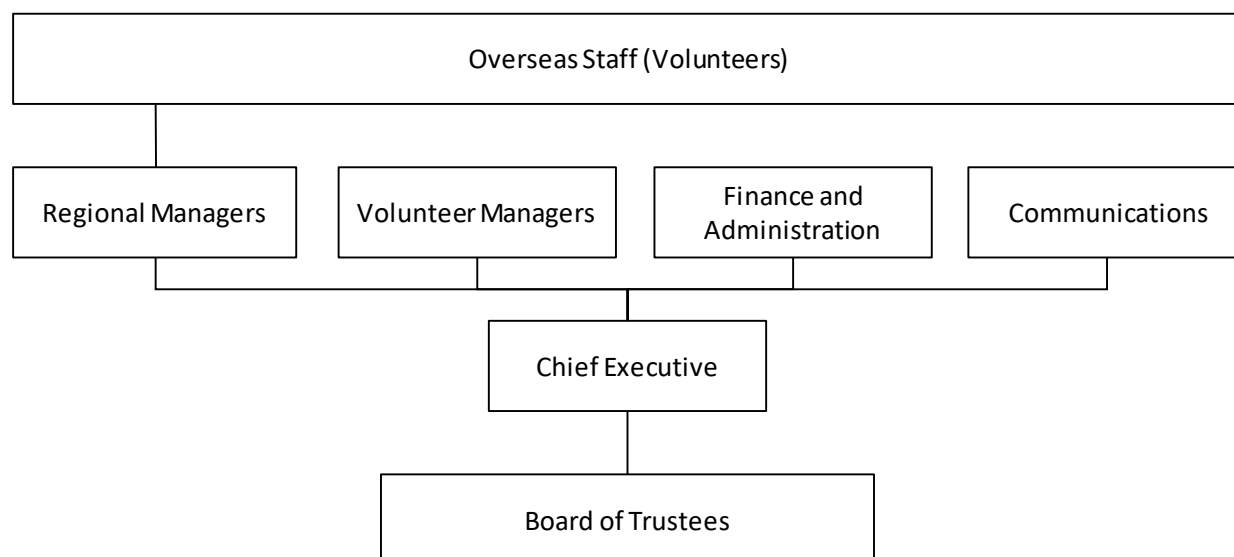 Overseas Staff (Volunteers)
Regional Managers
Volunteer Managers
Finance and
Administration
Communications
Chief Executive
Board of Trustees